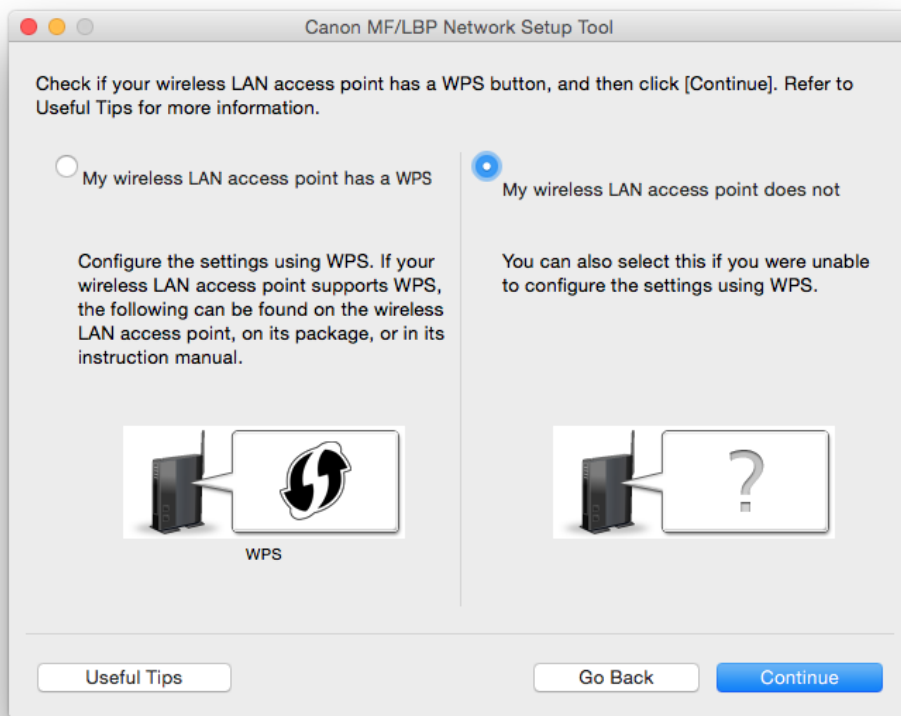 Canon MF/LBP Network Setup Tool
Check if your wireless LAN access point has a WPS button, and then click [Continue]. Refer to
Useful Tips for more information.
My wireless LAN access point has a WPS
Configure the settings using WPS. If your
wireless LAN access point supports WPS,
the following can be found on the wireless
LAN access point, on its package, or in its
instruction manual.
WPS
My wireless LAN access point does not
You can also select this if you were unable
to configure the settings using WPS.
?
Useful Tips
Go Back
Continue